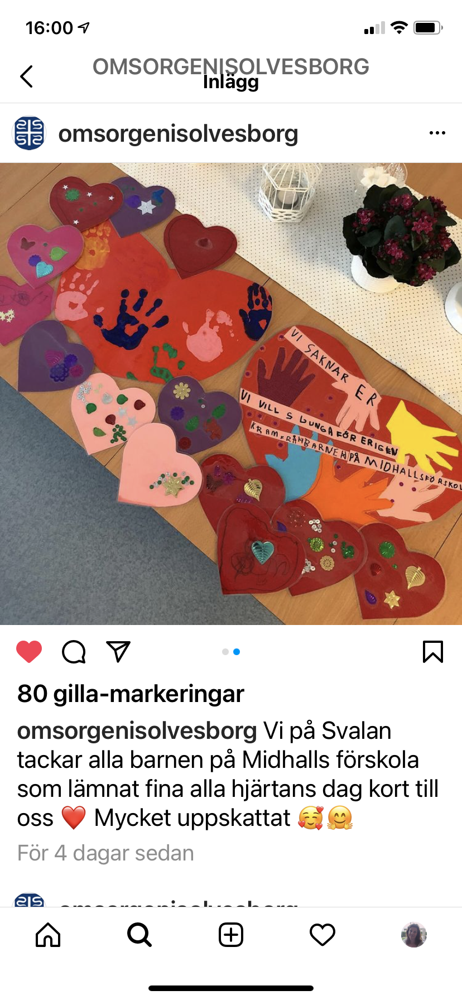 16:00
OMSORGENISOLVESBORG
Inlägg
omsorgenisolvesborg
VI SAKNAR ER
VI VILL SJUNGA FÖR ER IGEN
KRAM FRÅN BARNEN PÅ MIDHALLSFÖRSKOL
80 gilla-markeringar
omsorgenisolvesborg Vi på Svalan
tackar alla barnen på Midhalls förskola
som lämnat fina alla hjärtans dag kort till
oss ❤️ Mycket uppskattat 🥰🤗
För 4 dagar sedan
omsorgenisolvesborg